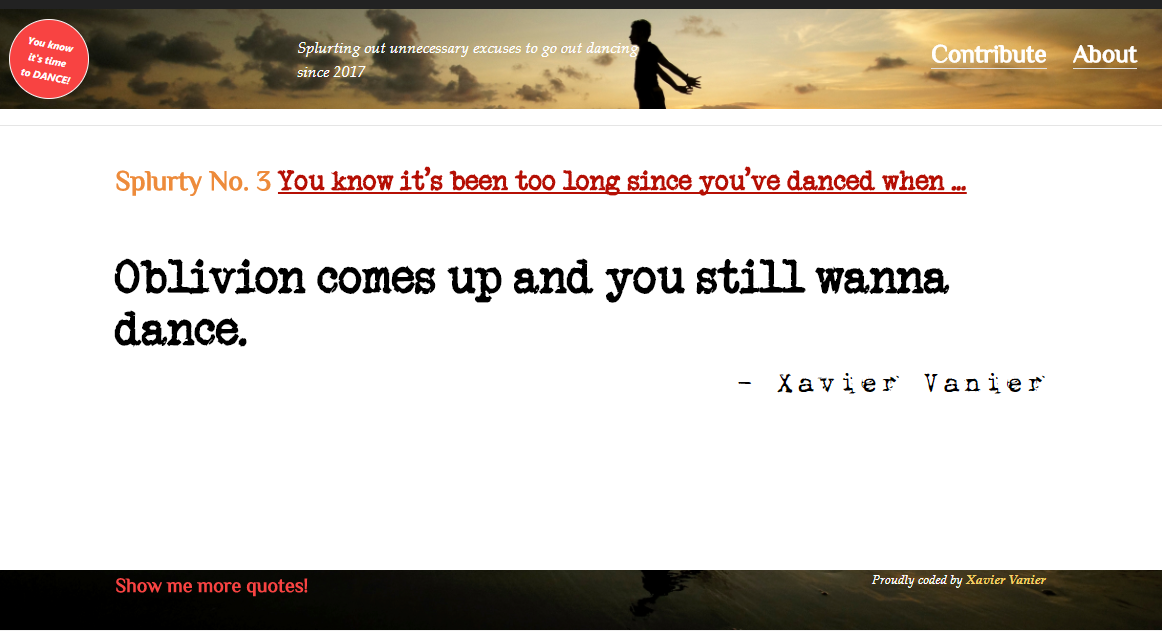 You know
it's time
to DANCE!
Splurting out unnecessary excuses to go out dancing
since 2017
Contribute About
Splurty No. 3 You know it's been too long since you've danced when ...
Oblivion comes up and you still wanna
dance.
- Xavier Vanier
Show me more quotes!
Proudly coded by Xavier Vanier